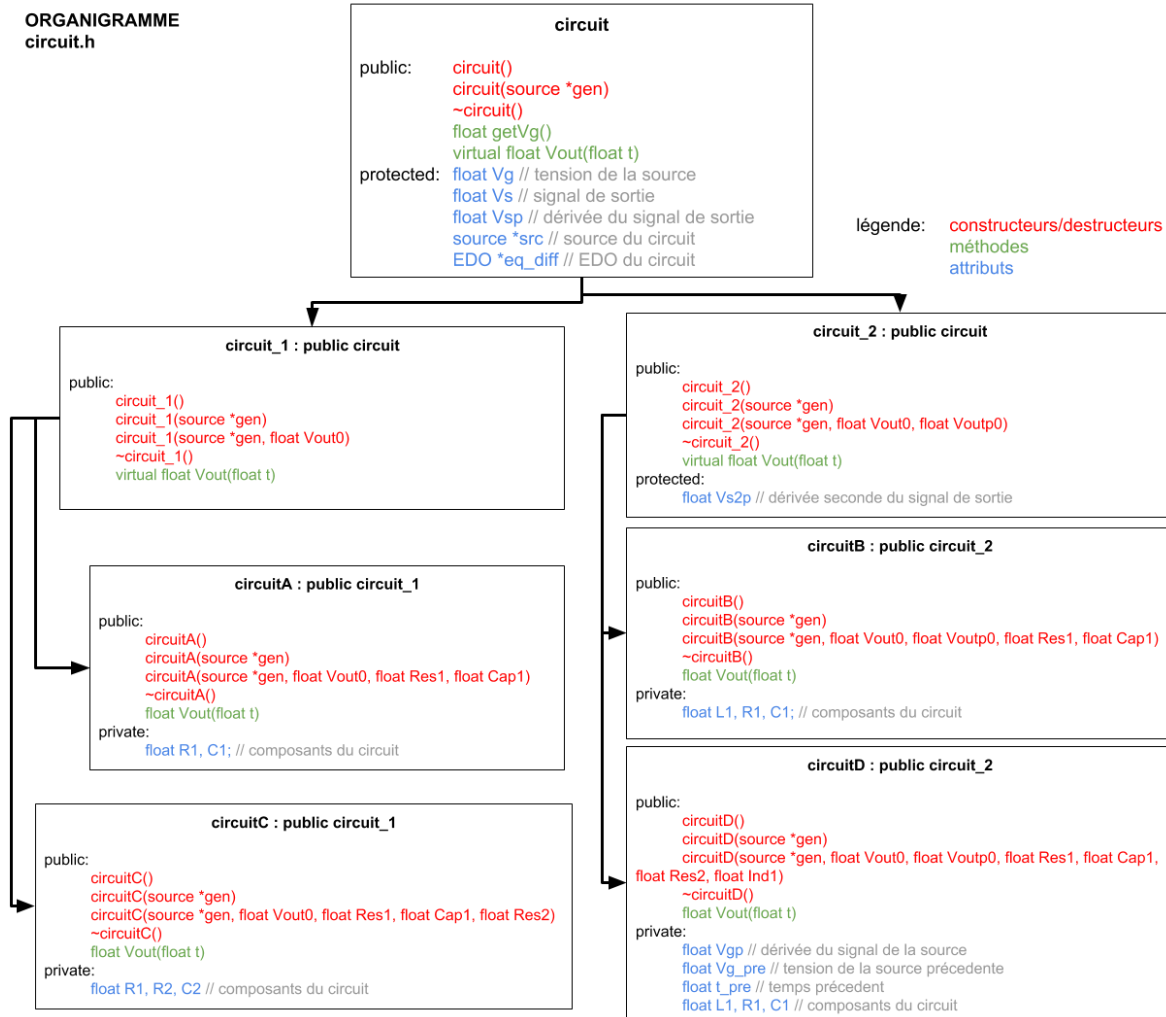 ORGANIGRAMME
circuit.h
circuit
public: circuit()
circuit(source *gen)
~circuit()
float getVg()
virtual float Vout(float t)
protected: float Vg // tension de la source
float Vs // signal de sortie
float Vsp // dérivée du signal de sortie
source *src // source du circuit
EDO *eq_diff // EDO du circuit
légende: constructeurs/destructeurs
méthodes
attributs
circuit_1 : public circuit
public:
circuit_1()
circuit_1(source *gen)
circuit_1(source *gen, float Vout0)
~circuit_1()
virtual float Vout(float t)
circuitA : public circuit_1
public:
circuitA()
circuitA(source *gen)
circuitA(source *gen, float Vout0, float Res1, float Cap1)
~circuitA()
float Vout(float t)
private:
float R1, C1; // composants du circuit
circuitC : public circuit_1
public:
circuitC()
circuitC(source *gen)
circuitC(source *gen, float Vout0, float Res1, float Cap1, float Res2)
~circuitC()
float Vout(float t)
private:
float R1, R2, C2 // composants du circuit
circuit_2 : public circuit
public:
circuit_2()
circuit_2(source *gen)
circuit_2(source *gen, float Vout0, float Voutp0)
~circuit_2()
virtual float Vout(float t)
protected:
float Vs2p // dérivée seconde du signal de sortie
circuitB : public circuit_2
public:
circuitB()
circuitB(source *gen)
circuitB(source *gen, float Vout0, float Voutp0, float Res1, float Cap1)
~circuitB()
float Vout(float t)
private:
float L1, R1, C1; // composants du circuit
circuitD : public circuit_2
public:
circuitD()
circuitD(source *gen)
circuitD(source *gen, float Vout0, float Voutp0, float Res1, float Cap1,
float Res2, float Ind1)
~circuitD()
float Vout(float t)
private:
float Vgp // dérivée du signal de la source
float Vg_pre // tension de la source précedente
float t_pre // temps précedent
float L1, R1, C1 // composants du circuit